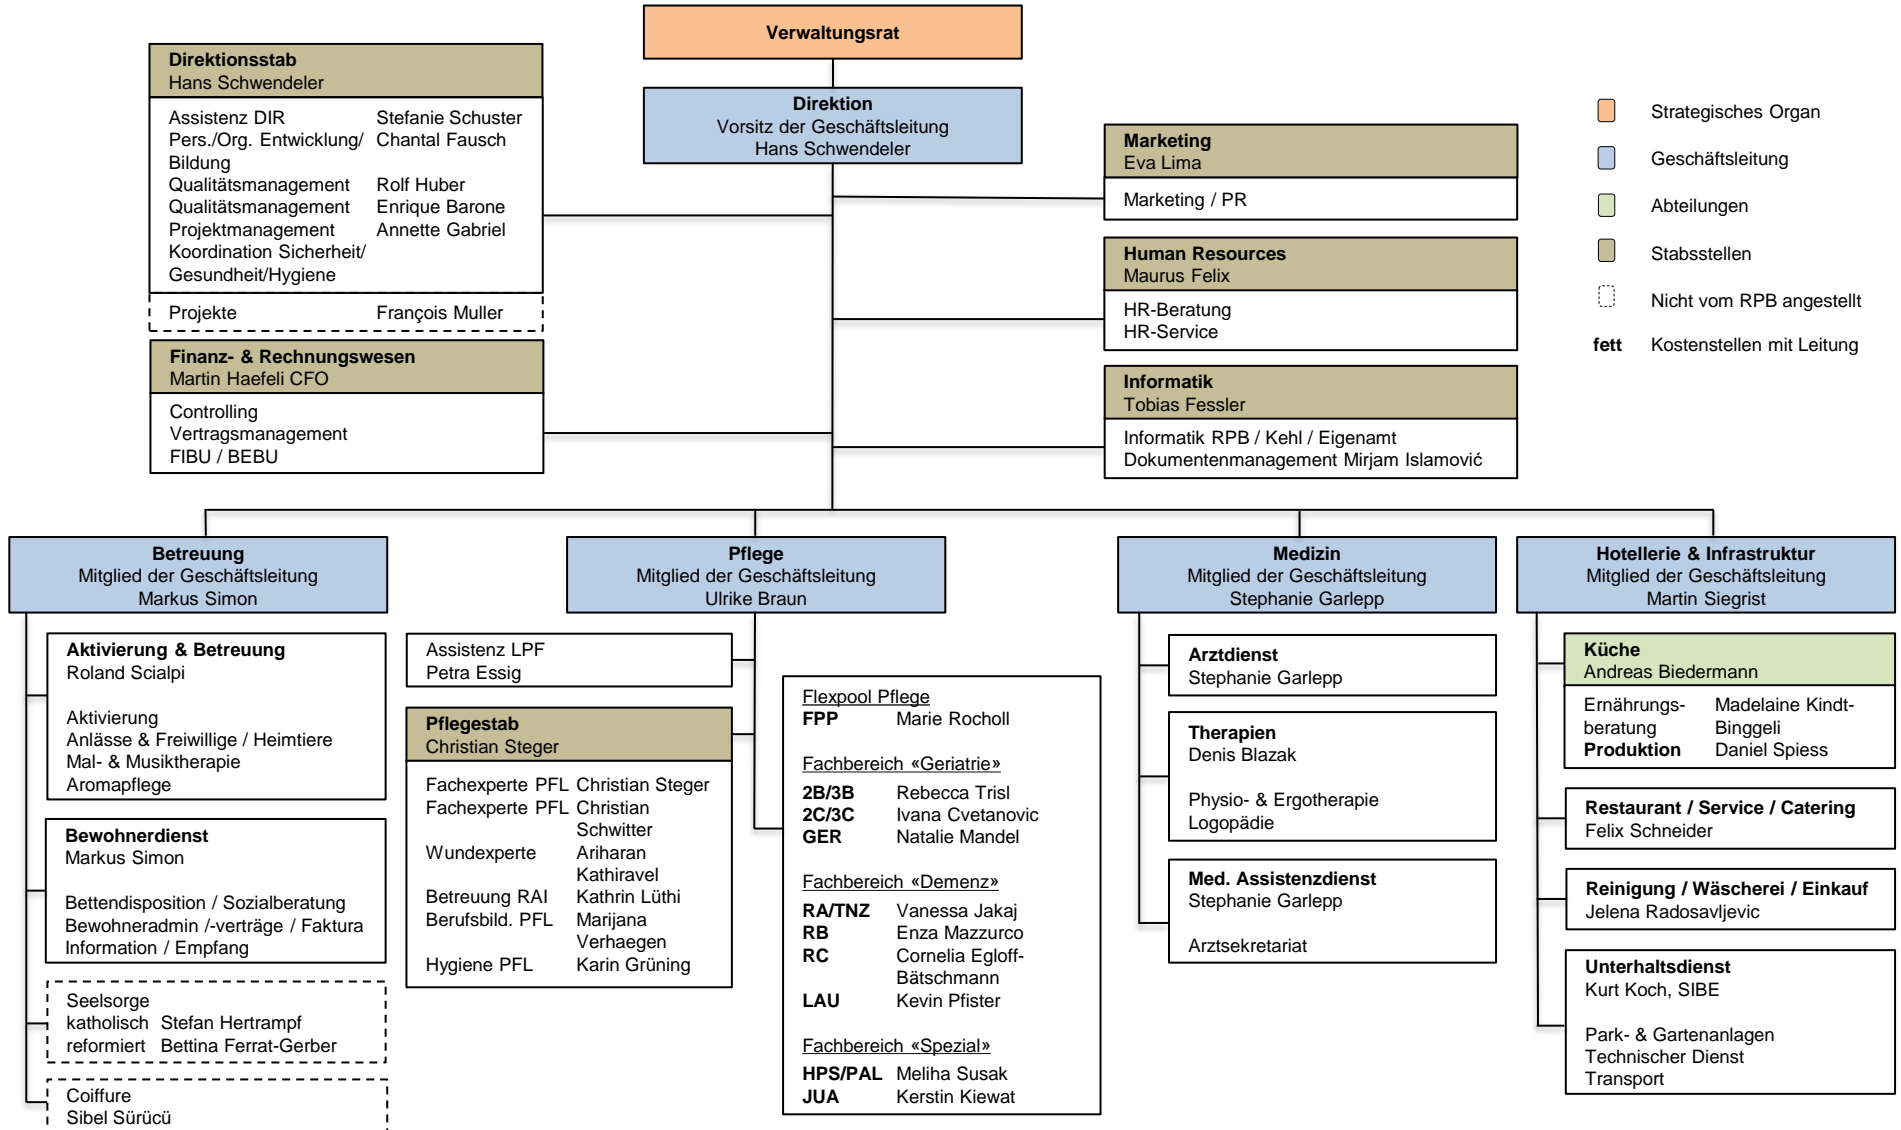 Verwaltungsrat
Direktionsstab
Hans Schwendeler
Assistenz DIR Stefanie Schuster
Pers./Org. Entwicklung/ Chantal Fausch
Bildung
Qualitätsmanagement Rolf Huber
Qualitätsmanagement Enrique Barone
Projektmanagement Annette Gabriel
Koordination Sicherheit/
Gesundheit/Hygiene
Projekte François Muller
Finanz- & Rechnungswesen
Martin Haefeli CFO
Controlling
Vertragsmanagement
FIBU / BEBU
Direktion
Vorsitz der Geschäftsleitung
Hans Schwendeler
Marketing
Eva Lima
Marketing / PR
Human Resources
Maurus Felix
HR-Beratung
HR-Service
Informatik
Tobias Fessler
Informatik RPB / Kehl / Eigenamt
Dokumentenmanagement Mirjam Islamović
Strategisches Organ
Geschäftsleitung
Abteilungen
Stabsstellen
Nicht vom RPB angestellt
fett Kostenstellen mit Leitung
Betreuung
Mitglied der Geschäftsleitung
Markus Simon
Aktivierung & Betreuung
Roland Scialpi
Aktivierung
Anlässe & Freiwillige / Heimtiere
Mal- & Musiktherapie
Aromapflege
Bewohnerdienst
Markus Simon
Bettendisposition / Sozialberatung
Bewohneradmin /-verträge / Faktura
Information / Empfang
Seelsorge
katholisch Stefan Hertrampf
reformiert Bettina Ferrat-Gerber
Coiffure
Sibel Sürücü
Pflege
Mitglied der Geschäftsleitung
Ulrike Braun
Assistenz LPF
Petra Essig
Pflegestab
Christian Steger
Fachexperte PFL Christian Steger
Fachexperte PFL Christian
Schwitter
Wundexperte Ariharan
Kathiravel
Betreuung RAI Kathrin Lüthi
Berufsbild. PFL Marijana
Verhaegen
Hygiene PFL Karin Grüning
Flexpool Pflege
FPP Marie Rocholl
Fachbereich «Geriatrie»
2B/3B Rebecca Trisl
2C/3C Ivana Cvetanovic
GER Natalie Mandel
Fachbereich «Demenz»
RA/TNZ Vanessa Jakaj
RB Enza Mazzurco
RC Cornelia Egloff-
Bätschmann
LAU Kevin Pfister
Fachbereich «Spezial»
HPS/PAL Meliha Susak
JUA Kerstin Kiewat
Medizin
Mitglied der Geschäftsleitung
Stephanie Garlepp
Arztdienst
Stephanie Garlepp
Therapien
Denis Blazak
Physio- & Ergotherapie
Logopädie
Med. Assistenzdienst
Stephanie Garlepp
Arztsekretariat
Hotellerie & Infrastruktur
Mitglied der Geschäftsleitung
Martin Siegrist
Küche
Andreas Biedermann
Ernährungs- Madelaine Kindt-
beratung Binggeli
Produktion Daniel Spiess
Restaurant / Service / Catering
Felix Schneider
Reinigung / Wäscherei / Einkauf
Jelena Radosavljevic
Unterhaltsdienst
Kurt Koch, SIBE
Park- & Gartenanlagen
Technischer Dienst
Transport